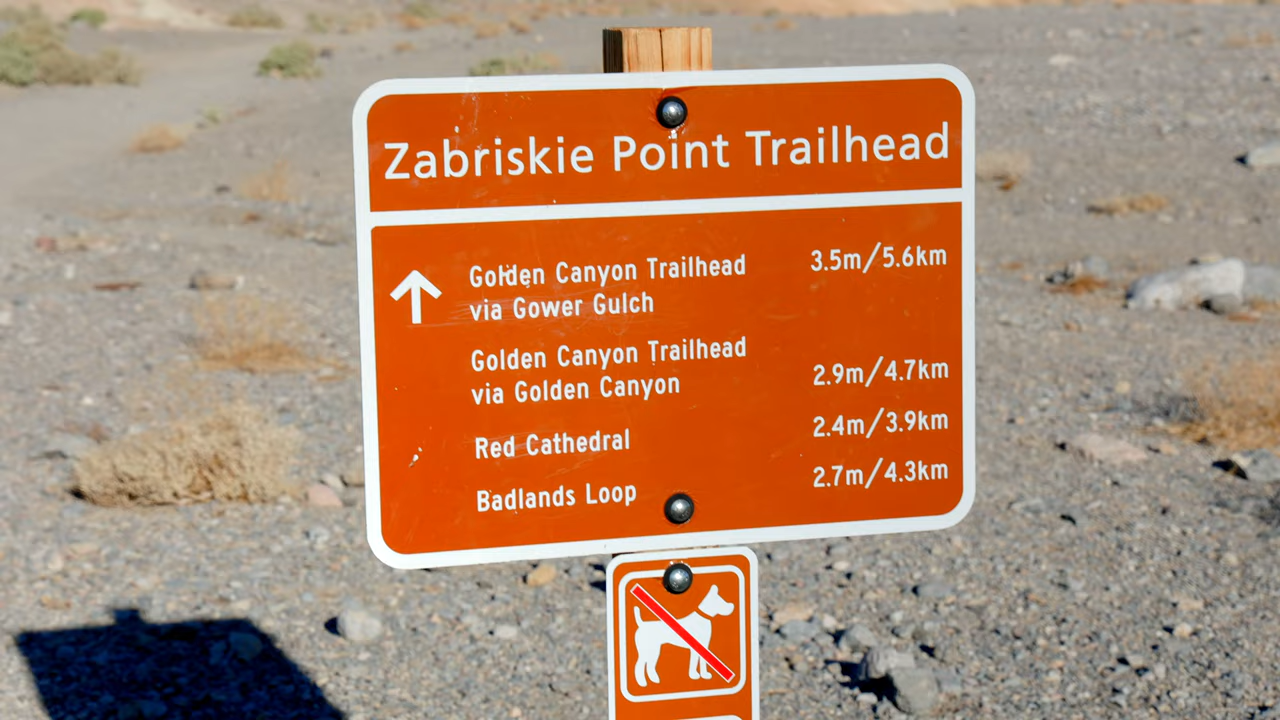 Zabriskie Point Trailhead
Golden Canyon Trailhead 3.5m/5.6km
via Gower Gulch
Golden Canyon Trailhead
via Golden Canyon 2.9m/4.7km
Red Cathedral 2.4m/3.9km
Badlands Loop 2.7m/4.3km